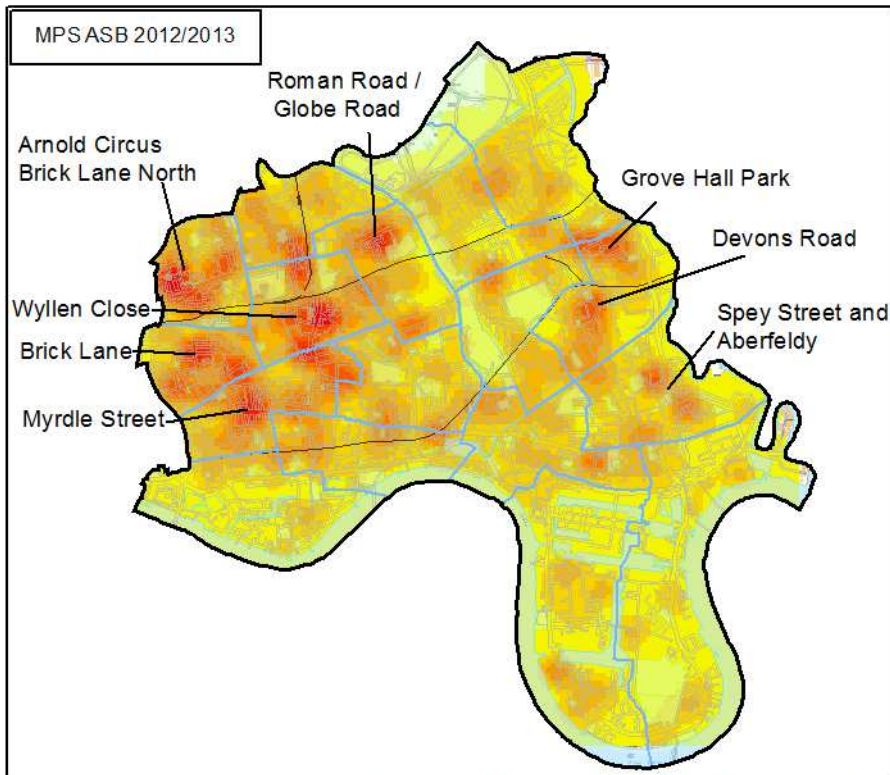 MPS ASB 2012/2013
Roman Road /
Globe Road
Arnold Circus
Brick Lane North
Grove Hall Park
Devons Road
Wyllen Close
Spey Street and
Aberfeldy
Brick Lane
Myrdle Street